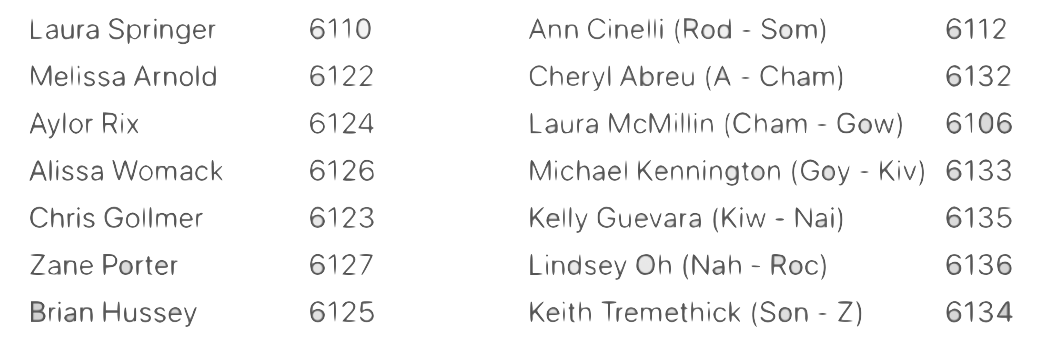 Laura Springer 6110 Ann Cinelli (Rod - Som) 6112
Melissa Arnold 6122 Cheryl Abreu (A - Cham) 6132
Aylor Rix 6124 Laura McMillin (Cham - Gow) 6106
Alissa Womack 6126 Michael Kennington (Goy - Kiv) 6133
Chris Gollmer 6123 Kelly Guevara (Kiw - Nai) 6135
Zane Porter 6127 Lindsey Oh (Nah - Roc) 6136
Brian Hussey 6125 Keith Tremethick (Son - Z) 6134